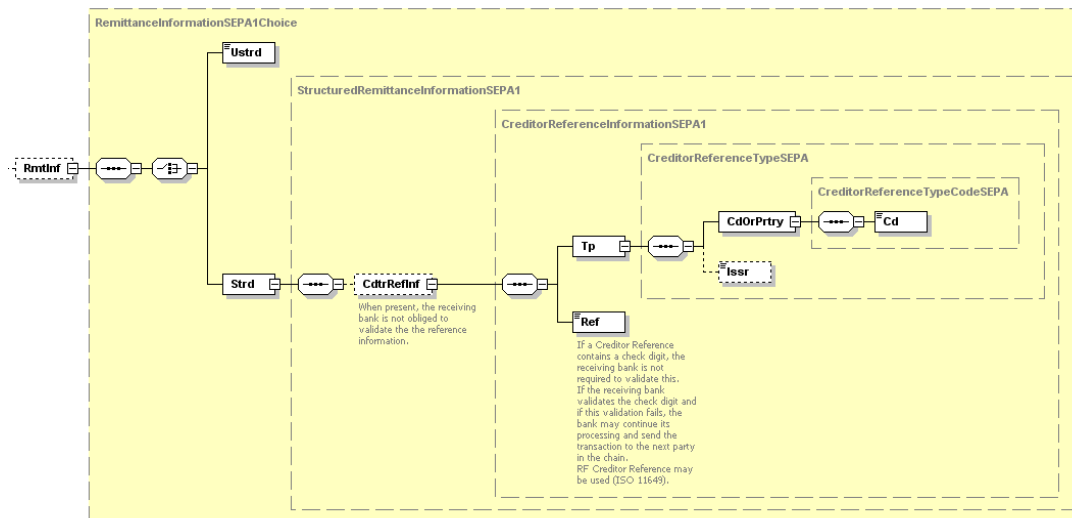 RemittanceInformationSEPA1Choice
Ustrd
StructuredRemittanceInformationSEPA1
CreditorReferenceInformationSEPA1
CreditorReferenceTypeSEPA
CreditorReferenceTypeCodeSEPA
RmtInf
CdOrPrtry
Cd
Tp
Issr
Strd
CdtrRefInf
When present, the receiving
bank is not obliged to
validate the the reference
information.
Ref
If a Creditor Reference
contains a check digit, the
receiving bank is not
required to validate this.
If the receiving bank
validates the check digit and
if this validation fails, the
bank may continue its
processing and send the
transaction to the next party
in the chain.
RF Creditor Reference may
be used (ISO 11649).